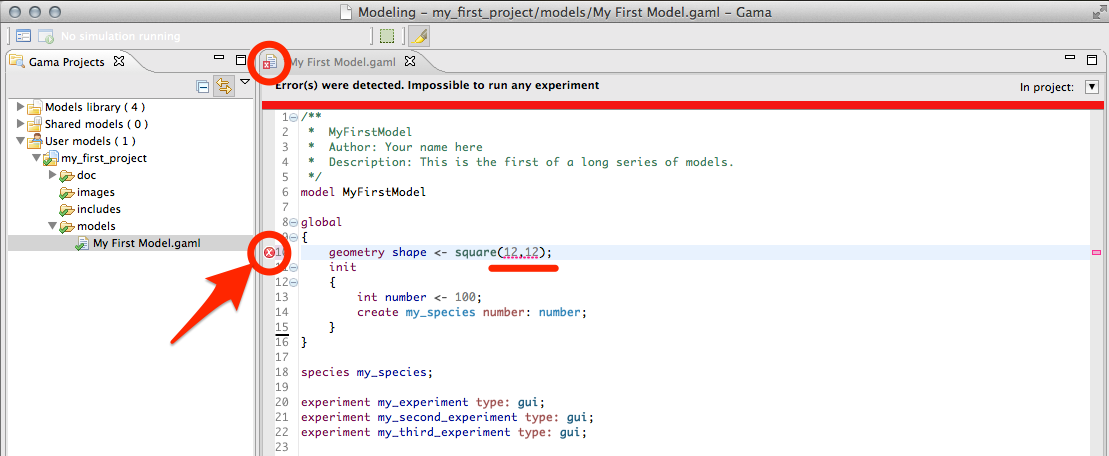 Modeling – my_first_project/models/My First Model.gaml – Gama
No simulation running
Gama Projects
My First Model.gaml
Error(s) were detected. Impossible to run any experiment
In project:
Models library ( 4 )
Shared models ( 0 )
User models ( 1 )
my_first_project
doc
images
includes
models
My First Model.gaml
1 /**
2  *  MyFirstModel
3  *  Author: Your name here
4  *  Description: This is the first of a long series of models.
5  */
6 model MyFirstModel
7
8 global
9 {
10     geometry shape <- square(12,12);
11     init
12     {
13         int number <- 100;
14         create my_species number: number;
15     }
16 }
17
18 species my_species;
19
20 experiment my_experiment type: gui;
21 experiment my_second_experiment type: gui;
22 experiment my_third_experiment type: gui;
23